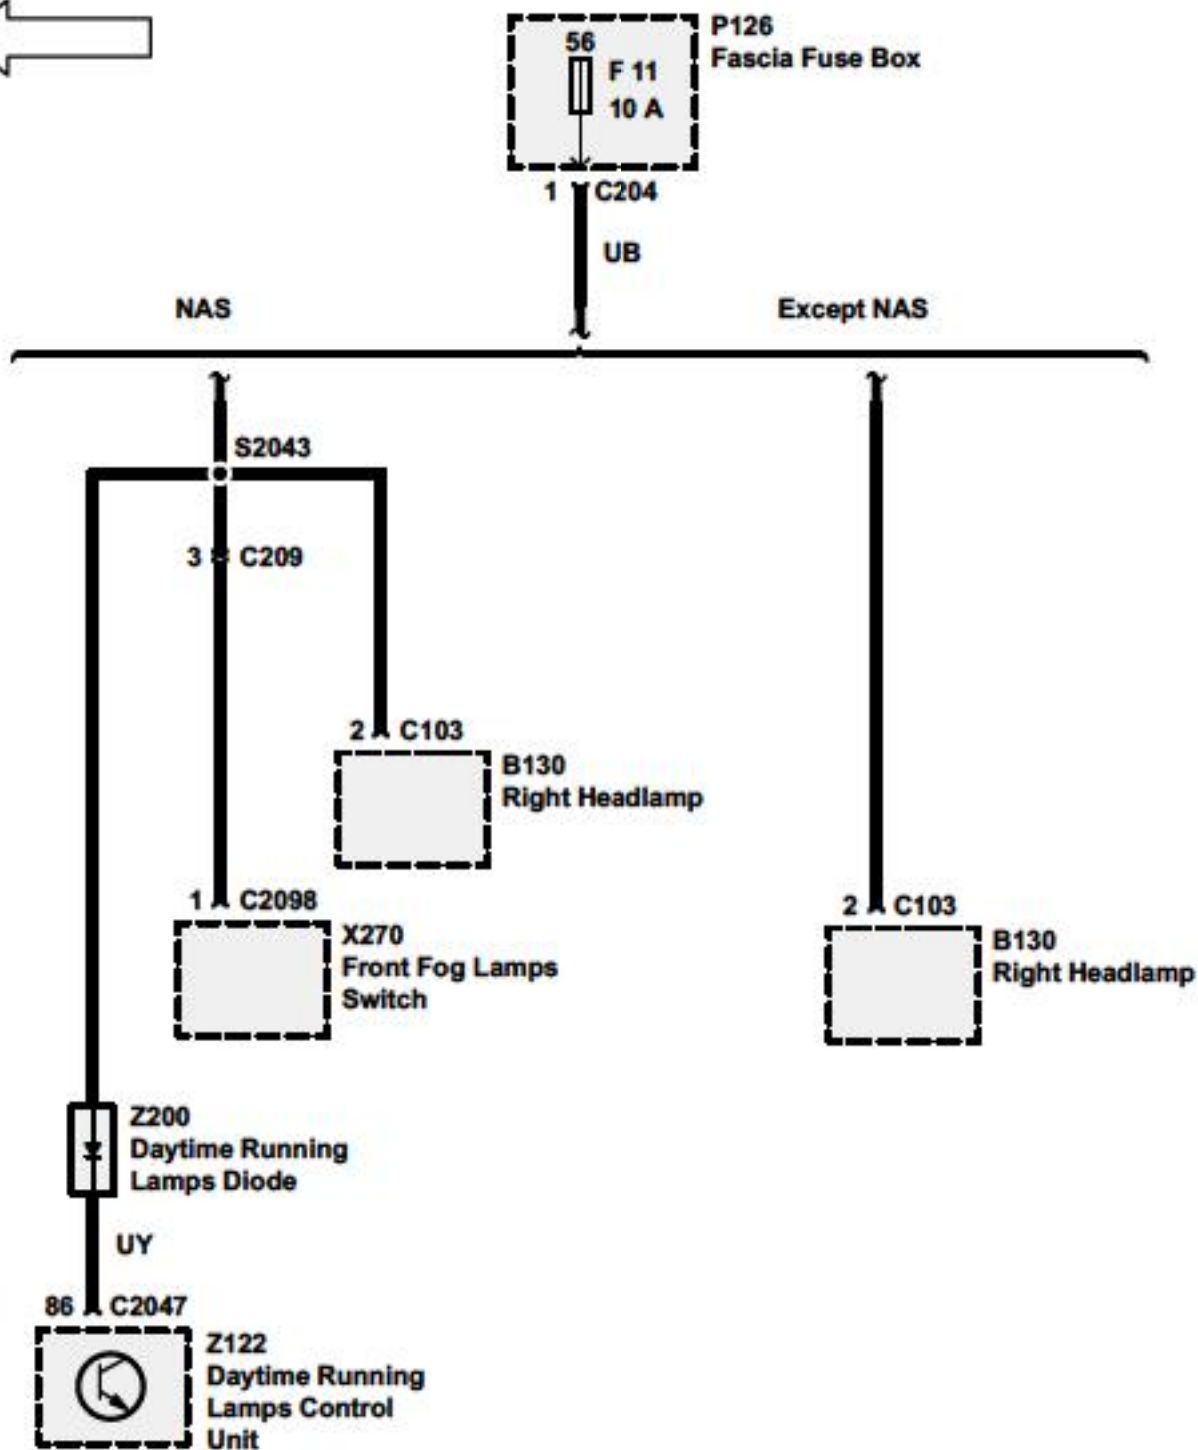 P126
Fascia Fuse Box
56
F 11
10 A
1 C204
UB
NAS
Except NAS
S2043
3 C209
2 C103
B130
Right Headlamp
1 C2098
X270
Front Fog Lamps
Switch
2 C103
B130
Right Headlamp
Z200
Daytime Running
Lamps Diode
UY
86 C2047
Z122
Daytime Running
Lamps Control
Unit